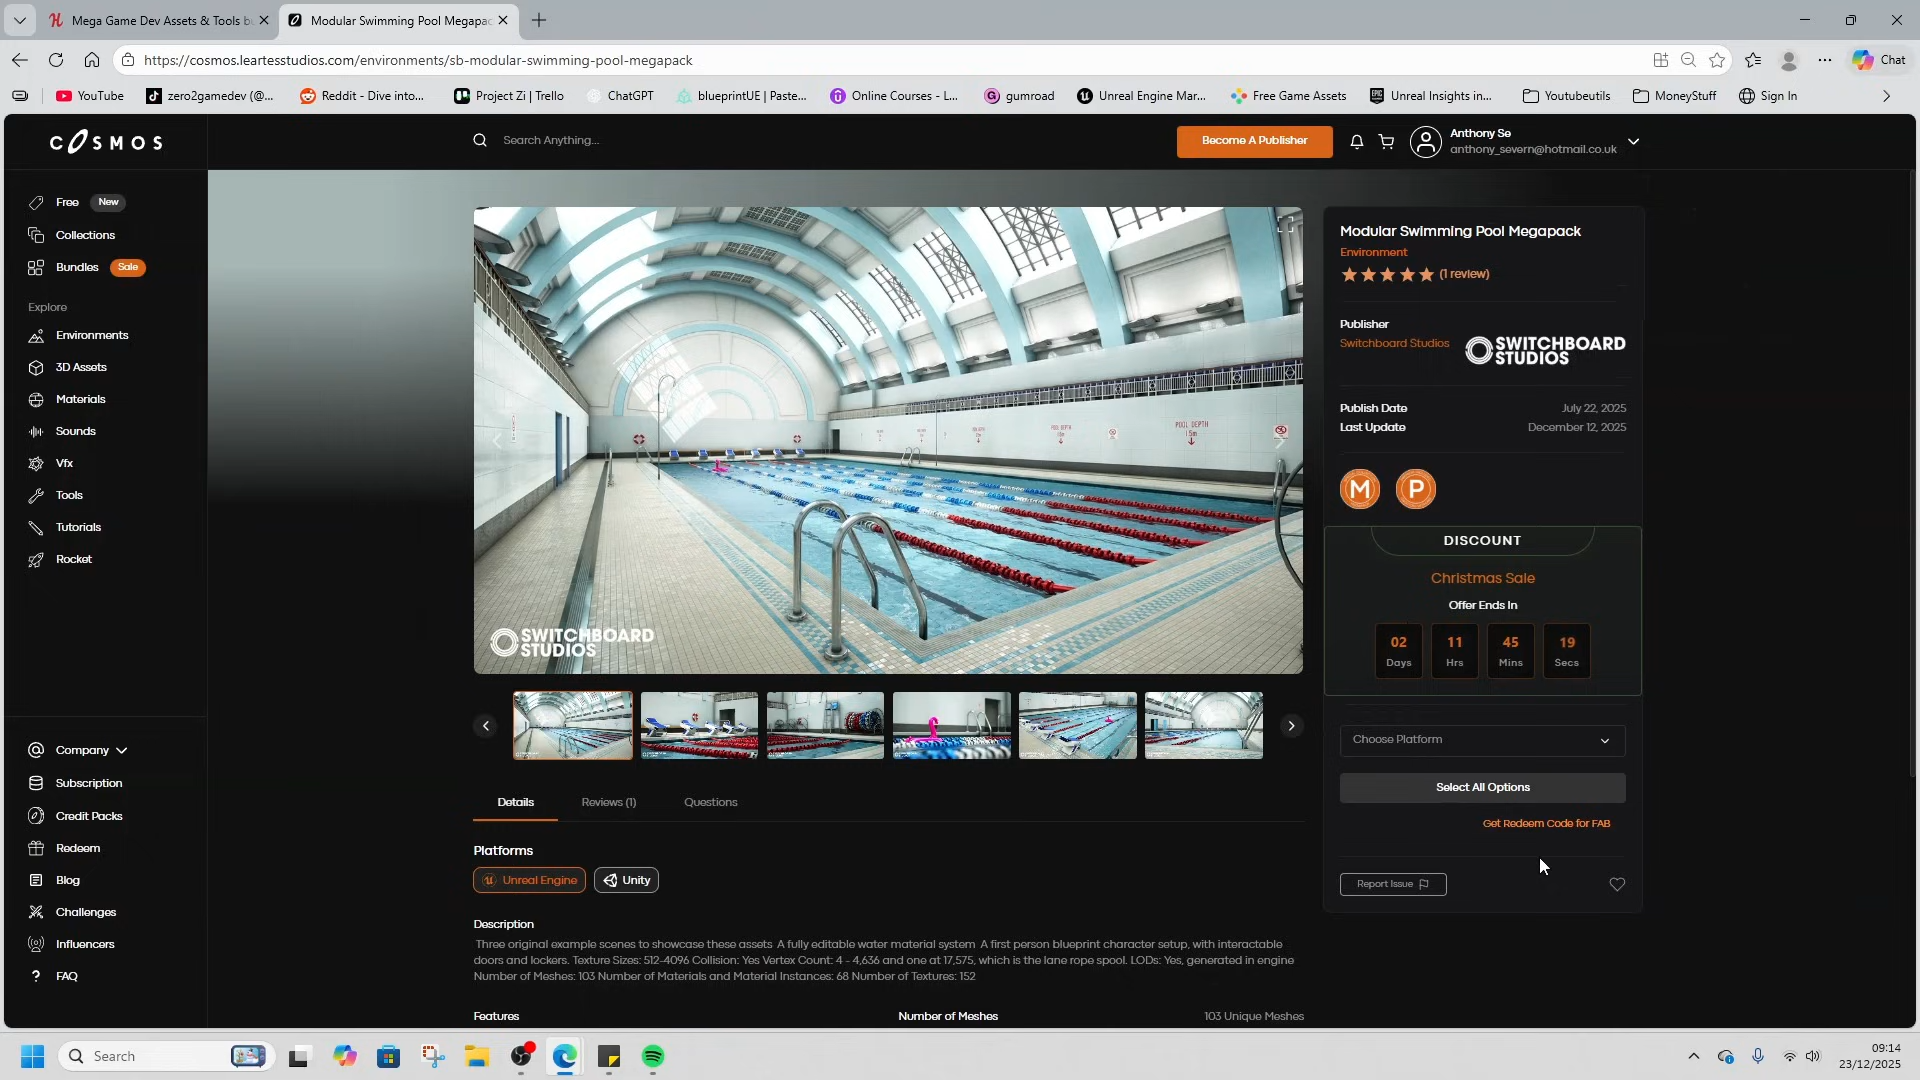 Mega Game Dev Assets & Tools bu
Modular Swimming Pool Megapac
https://cosmos.leartesstudios.com/environments/sb-modular-swimming-pool-megapack
Chat
YouTube
zero2gamedev (@...
Reddit - Dive into...
Project Zi | Trello
ChatGPT
blueprintUE | Paste...
Online Courses - L...
gumroad
Unreal Engine Mar...
Free Game Assets
Unreal Insights in...
Youtubeutils
MoneyStuff
Sign In
COSMOS
Search Anything...
Become A Publisher
Anthony Se
anthony_severn@hotmail.co.uk
Free New
Collections
Bundles Sale
Explore
Environments
3D Assets
Materials
Sounds
Vfx
Tools
Tutorials
Rocket
Company
Subscription
Credit Packs
Redeem
Blog
Challenges
Influencers
FAQ
POOL DEPTH
1.5m
SWITCHBOARD
STUDIOS
Modular Swimming Pool Megapack
Environment
(1 review)
Publisher
Switchboard Studios
SWITCHBOARD
STUDIOS
Publish Date July 22, 2025
Last Update December 12, 2025
M P
DISCOUNT
Christmas Sale
Offer Ends In
02 11 45 19
Days Hrs Mins Secs
Choose Platform
Select All Options
Get Redeem Code for FAB
Report Issue
Details Reviews (1) Questions
Platforms
Unreal Engine Unity
Description
Three original example scenes to showcase these assets A fully editable water material system A first person blueprint character setup, with interactable
doors and lockers. Texture Sizes: 512-4096 Collision: Yes Vertex Count: 4 - 4,636 and one at 17,575, which is the lane rope spool. LODs: Yes, generated in engine
Number of Meshes: 103 Number of Materials and Material Instances: 68 Number of Textures: 152
Features
Number of Meshes 103 Unique Meshes
Search
09:14
23/12/2025